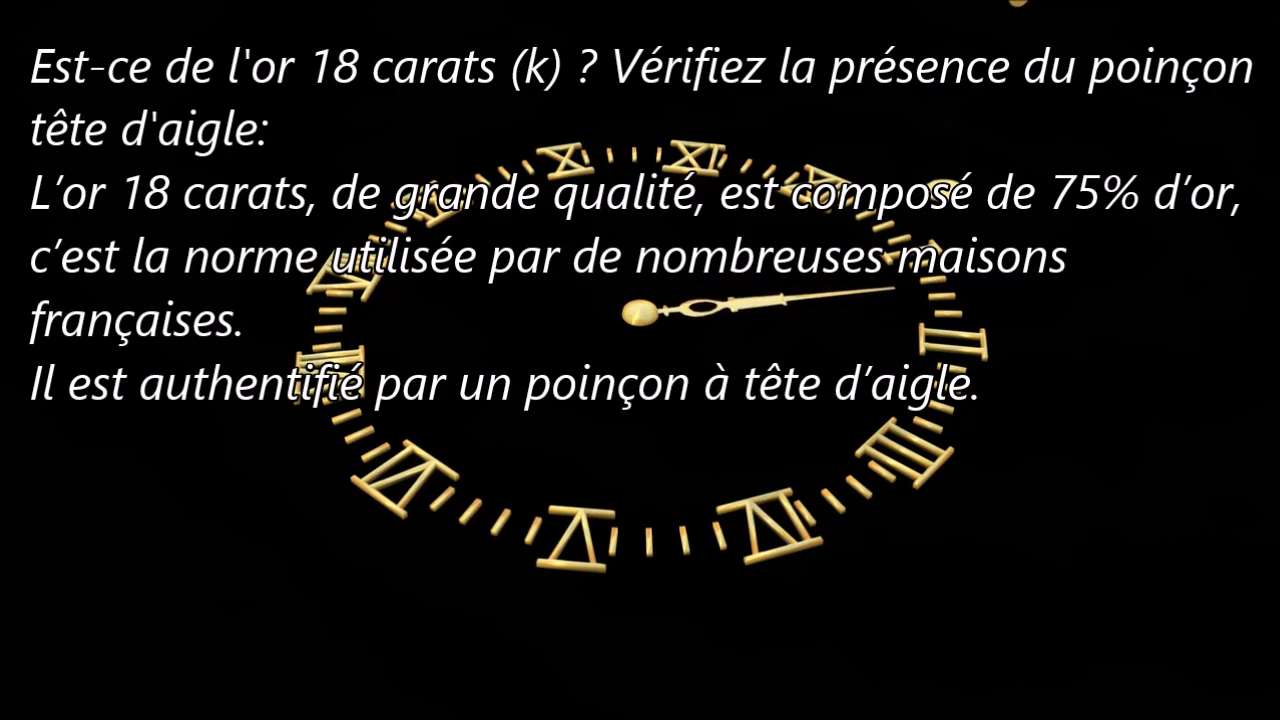 Est-ce de l'or 18 carats (k) ? Vérifiez la présence du poinçon
tête d'aigle:
L’or 18 carats, de grande qualité, est composé de 75% d’or,
c’est la norme utilisée par de nombreuses maisons
françaises.
Il est authentifié par un poinçon à tête d’aigle.